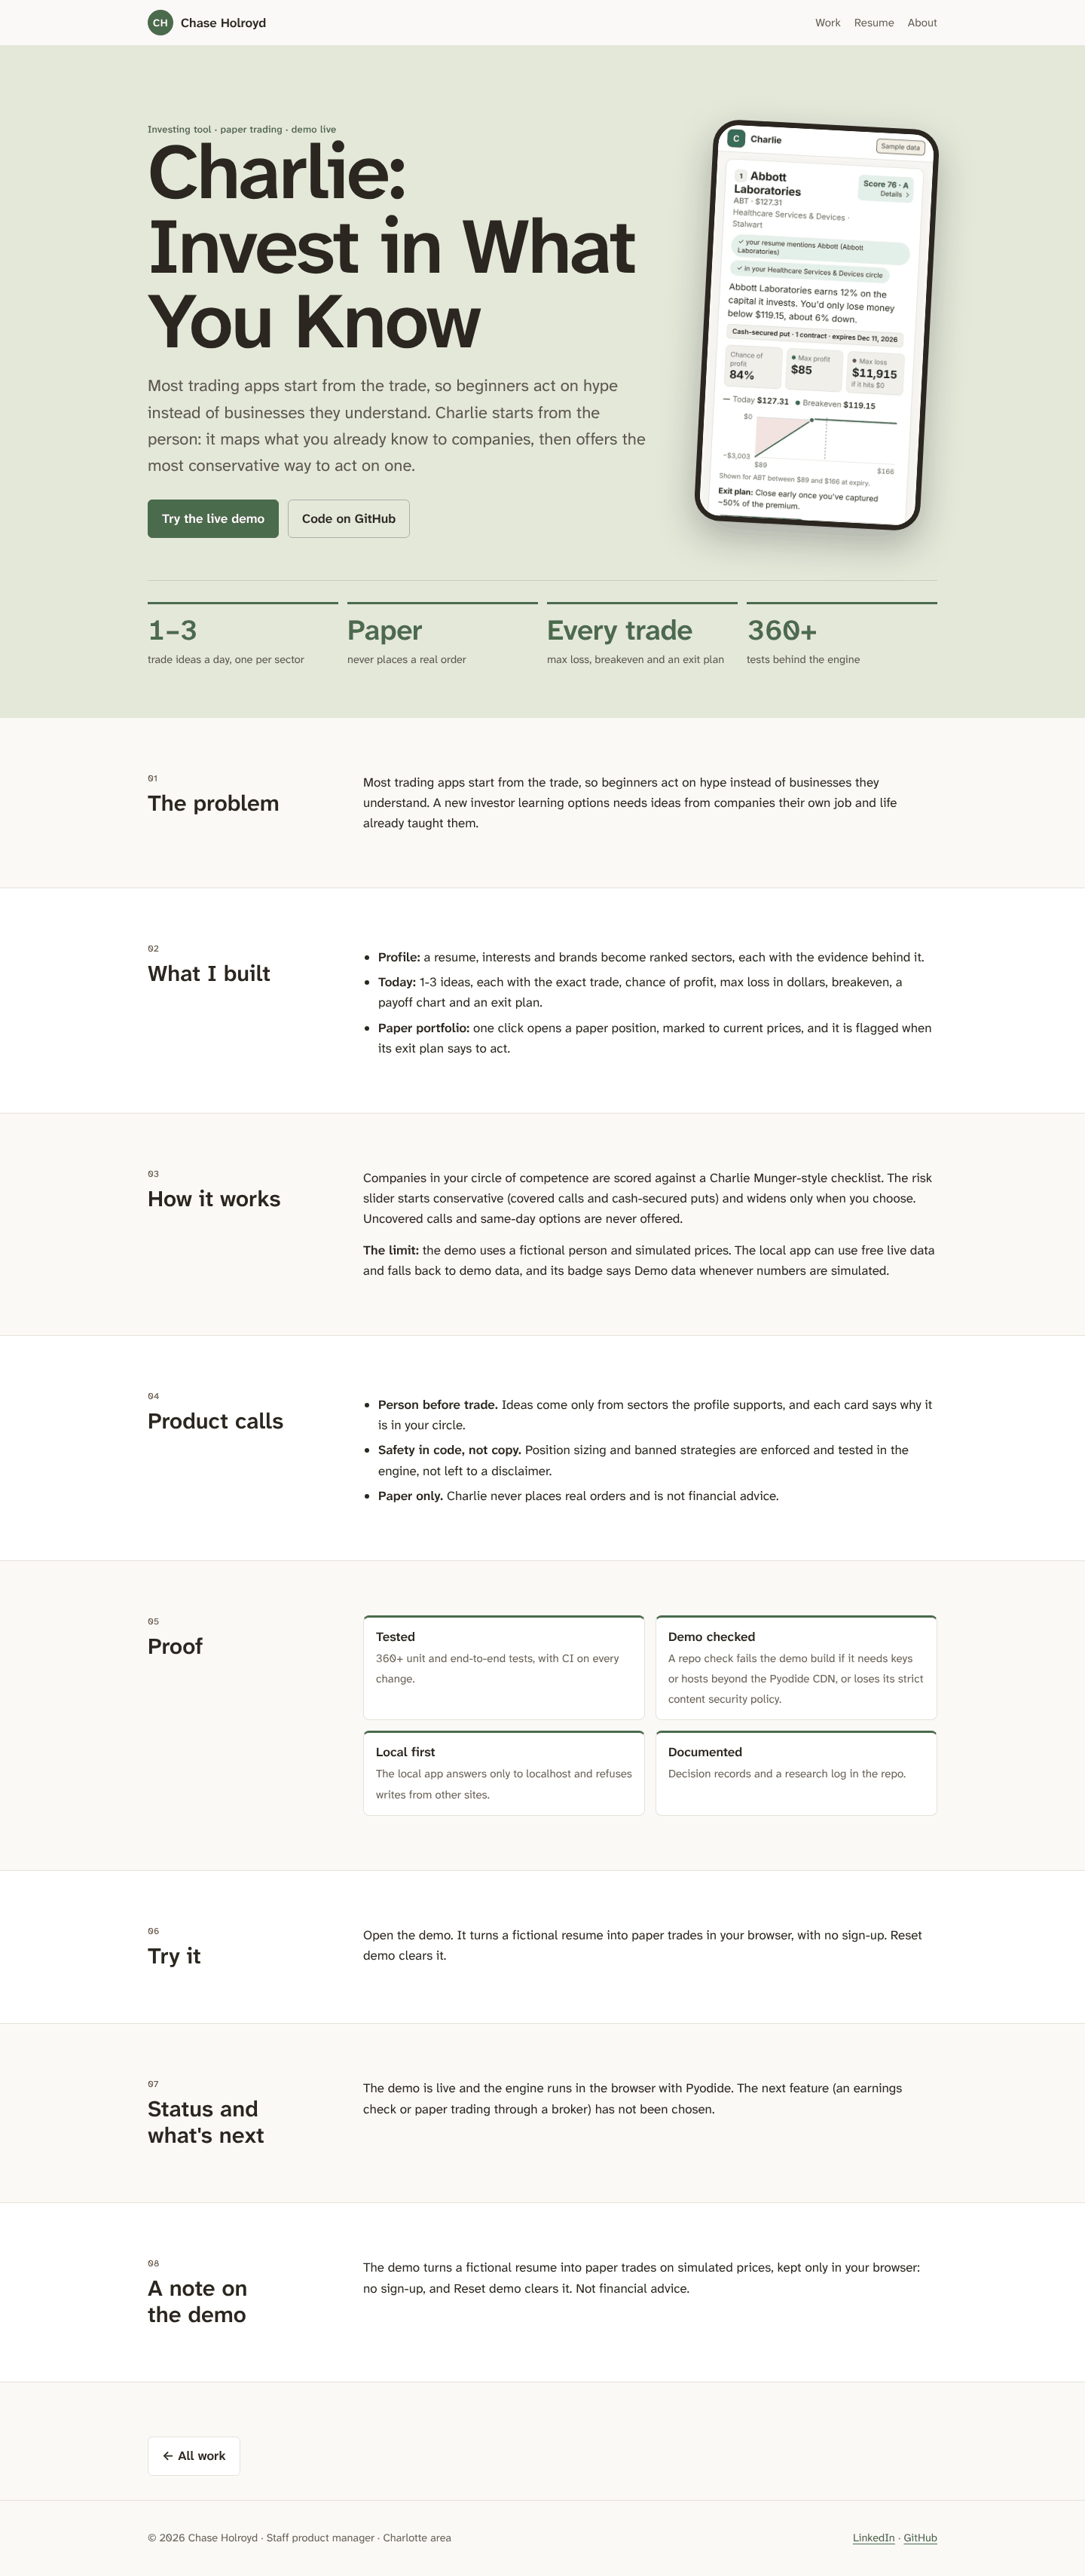 CH Chase Holroyd
Work Resume About
Investing tool · paper trading · demo live
Charlie:
Invest in What
You Know
Most trading apps start from the trade, so beginners act on hype
instead of businesses they understand. Charlie starts from the
person: it maps what you already know to companies, then offers the
most conservative way to act on one.
Try the live demo
Code on GitHub
C Charlie
Sample data
1 Abbott
Laboratories
ABT · $127.31
Healthcare Services & Devices ·
Stalwart
Score 76 · A
Details >
✓ your resume mentions Abbott (Abbott
Laboratories)
✓ in your Healthcare Services & Devices circle
Abbott Laboratories earns 12% on the
capital it invests. You'd only lose money
below $119.15, about 6% down.
Cash-secured put · 1 contract · expires Dec 11, 2026
Chance of
profit
84%
Max profit
$85
Max loss
$11,915
if it hits $0
Today $127.31 Breakeven $119.15
$0
−$3,003
$89
$166
Shown for ABT between $89 and $166 at expiry.
Exit plan: Close early once you've captured
~50% of the premium.
1–3
trade ideas a day, one per sector
Paper
never places a real order
Every trade
max loss, breakeven and an exit plan
360+
tests behind the engine
01
The problem
Most trading apps start from the trade, so beginners act on hype instead of businesses they
understand. A new investor learning options needs ideas from companies their own job and life
already taught them.
02
What I built
• Profile: a resume, interests and brands become ranked sectors, each with the evidence behind it.
• Today: 1-3 ideas, each with the exact trade, chance of profit, max loss in dollars, breakeven, a
payoff chart and an exit plan.
• Paper portfolio: one click opens a paper position, marked to current prices, and it is flagged when
its exit plan says to act.
03
How it works
Companies in your circle of competence are scored against a Charlie Munger-style checklist. The risk
slider starts conservative (covered calls and cash-secured puts) and widens only when you choose.
Uncovered calls and same-day options are never offered.
The limit: the demo uses a fictional person and simulated prices. The local app can use free live data
and falls back to demo data, and its badge says Demo data whenever numbers are simulated.
04
Product calls
• Person before trade. Ideas come only from sectors the profile supports, and each card says why it
is in your circle.
• Safety in code, not copy. Position sizing and banned strategies are enforced and tested in the
engine, not left to a disclaimer.
• Paper only. Charlie never places real orders and is not financial advice.
05
Proof
Tested
360+ unit and end-to-end tests, with CI on every
change.
Demo checked
A repo check fails the demo build if it needs keys
or hosts beyond the Pyodide CDN, or loses its strict
content security policy.
Local first
The local app answers only to localhost and refuses
writes from other sites.
Documented
Decision records and a research log in the repo.
06
Try it
Open the demo. It turns a fictional resume into paper trades in your browser, with no sign-up. Reset
demo clears it.
07
Status and
what's next
The demo is live and the engine runs in the browser with Pyodide. The next feature (an earnings
check or paper trading through a broker) has not been chosen.
08
A note on
the demo
The demo turns a fictional resume into paper trades on simulated prices, kept only in your browser:
no sign-up, and Reset demo clears it. Not financial advice.
← All work
© 2026 Chase Holroyd · Staff product manager · Charlotte area
LinkedIn · GitHub